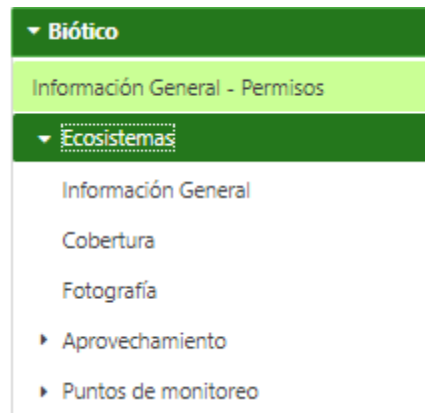 Biótico
Información General - Permisos
Ecosistemas
Información General
Cobertura
Fotografía
Aprovechamiento
Puntos de monitoreo